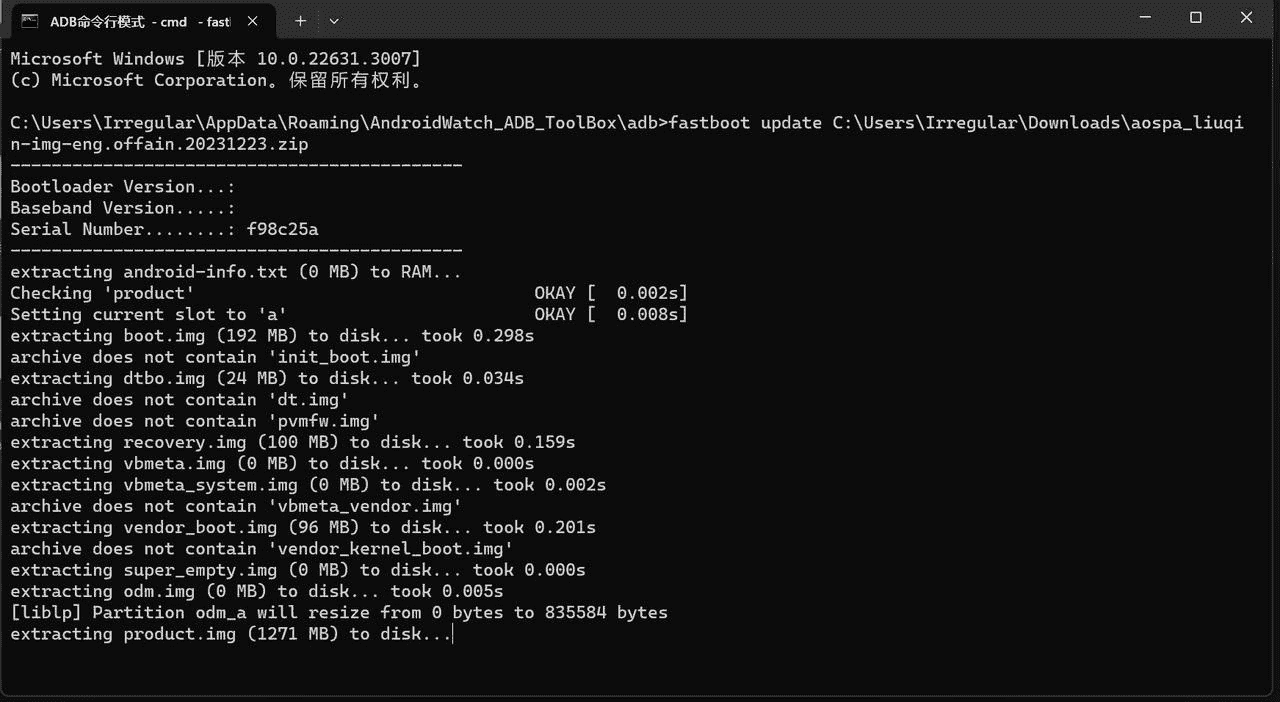 ADB命令行模式 - cmd - fast
Microsoft Windows [版本 10.0.22631.3007]
(c) Microsoft Corporation。保留所有权利。
C:\Users\Irregular\AppData\Roaming\AndroidWatch_ADB_ToolBox\adb>fastboot update C:\Users\Irregular\Downloads\aospa_liuqi
n-img-eng.offain.20231223.zip
--------------------------------------------
Bootloader Version...:
Baseband Version.....:
Serial Number........: f98c25a
--------------------------------------------
extracting android-info.txt (0 MB) to RAM...
Checking 'product'                                 OKAY [  0.002s]
Setting current slot to 'a'                        OKAY [  0.008s]
extracting boot.img (192 MB) to disk... took 0.298s
archive does not contain 'init_boot.img'
extracting dtbo.img (24 MB) to disk... took 0.034s
archive does not contain 'dt.img'
archive does not contain 'pvmfw.img'
extracting recovery.img (100 MB) to disk... took 0.159s
extracting vbmeta.img (0 MB) to disk... took 0.000s
extracting vbmeta_system.img (0 MB) to disk... took 0.002s
archive does not contain 'vbmeta_vendor.img'
extracting vendor_boot.img (96 MB) to disk... took 0.201s
archive does not contain 'vendor_kernel_boot.img'
extracting super_empty.img (0 MB) to disk... took 0.000s
extracting odm.img (0 MB) to disk... took 0.005s
[liblp] Partition odm_a will resize from 0 bytes to 835584 bytes
extracting product.img (1271 MB) to disk...